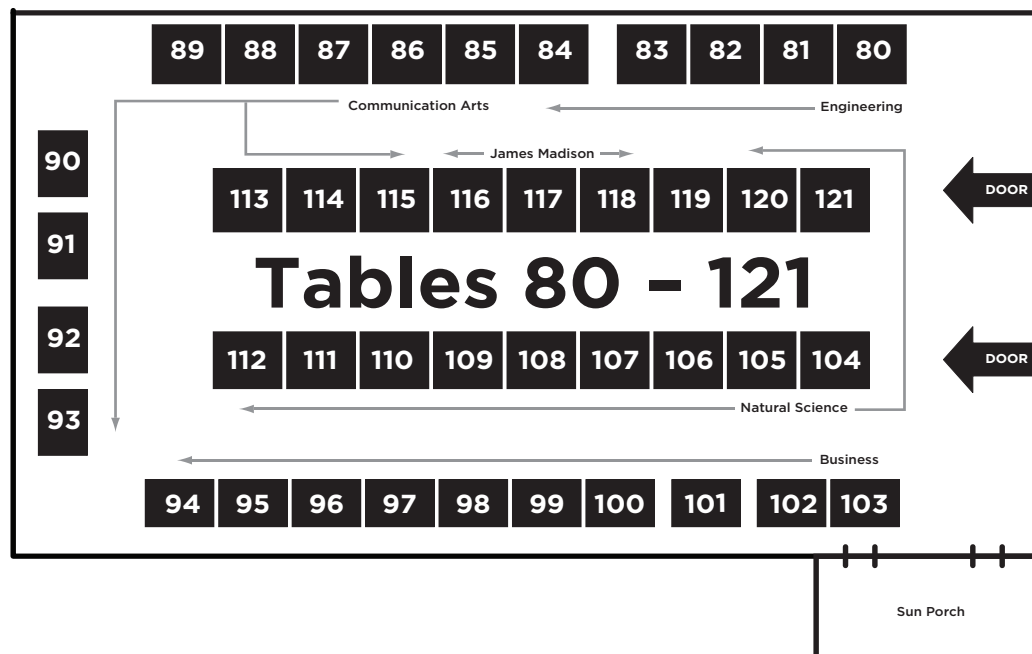 89 88 87 86 85 84 83 82 81 80
Communication Arts Engineering
90
James Madison
DOOR
113 114 115 116 117 118 119 120 121
91
Tables 80 – 121
92
112 111 110 109 108 107 106 105 104
DOOR
93
Natural Science
Business
94 95 96 97 98 99 100 101 102 103
Sun Porch